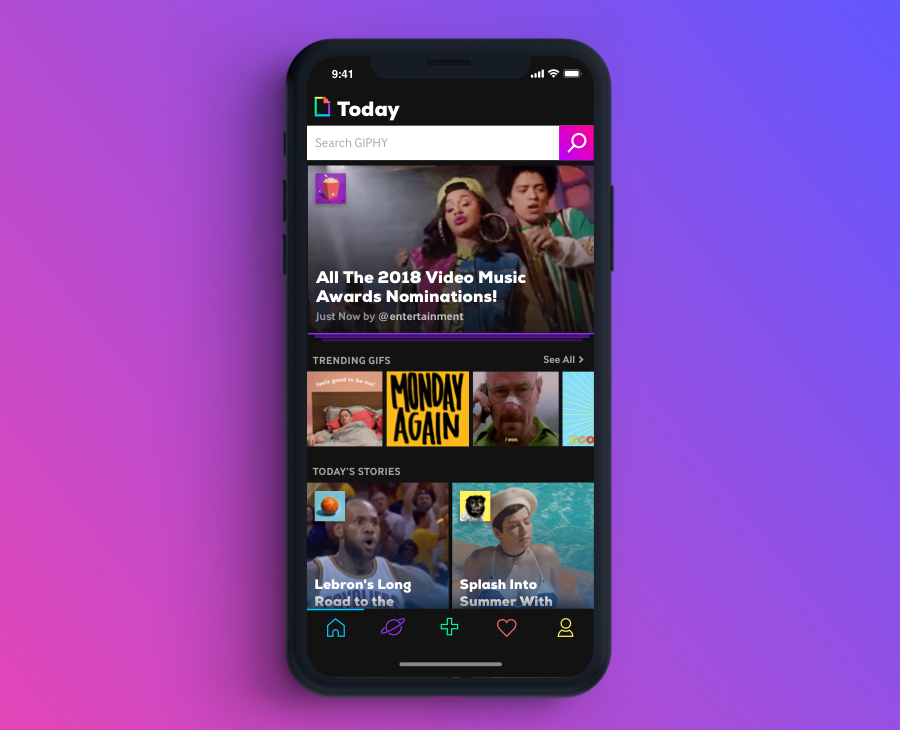 9:41
Today
Search GIPHY
All The 2018 Video Music
Awards Nominations!
Just Now by @entertainment
TRENDING GIFS
See All >
feels good to be me!
MONDAY
AGAIN
I won.
GOO
TODAY'S STORIES
Lebron's Long
Road to the
Splash Into
Summer With